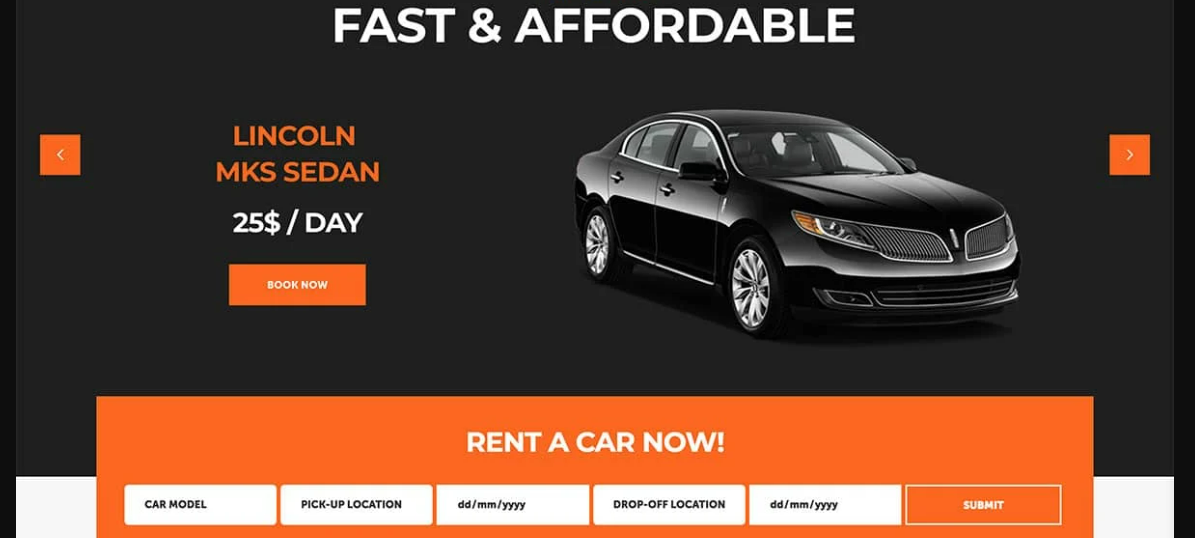 FAST & AFFORDABLE
LINCOLN
MKS SEDAN
25$ / DAY
BOOK NOW
RENT A CAR NOW!
CAR MODEL
PICK-UP LOCATION
dd/mm/yyyy
DROP-OFF LOCATION
dd/mm/yyyy
SUBMIT